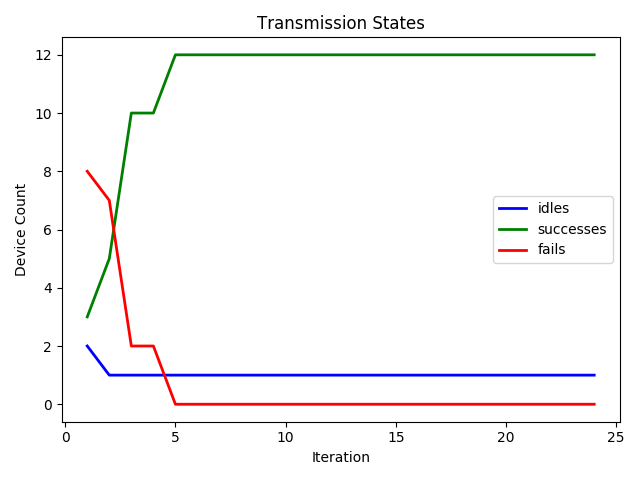 Transmission States
Device Count
12
10
8
6
4
2
0
idles
successes
fails
0 5 10 15 20 25
Iteration